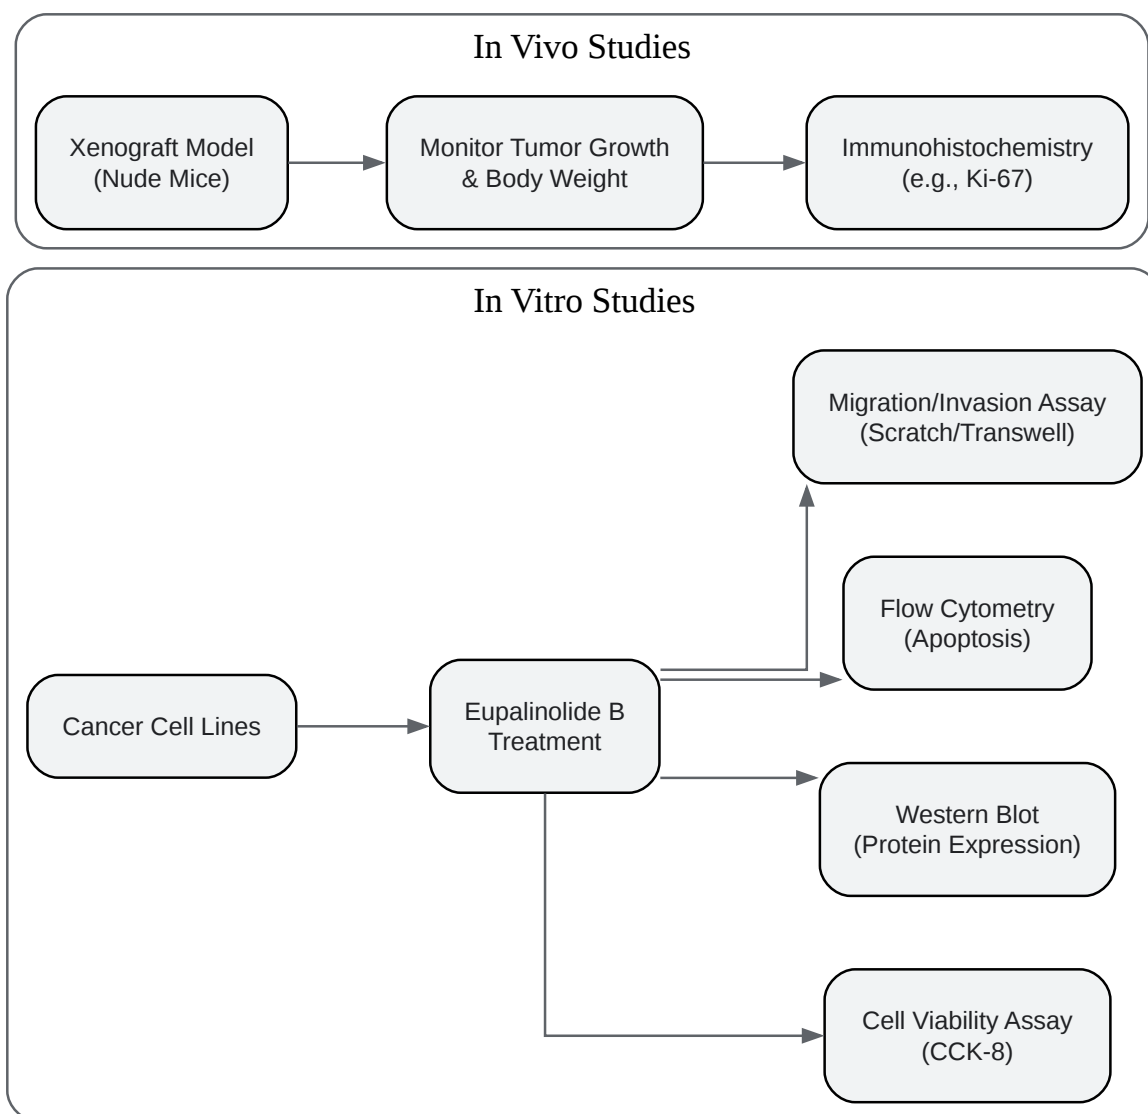 In Vivo Studies
Xenograft Model
(Nude Mice)
Monitor Tumor Growth
& Body Weight
Immunohistochemistry
(e.g., Ki-67)
In Vitro Studies
Migration/Invasion Assay
(Scratch/Transwell)
Flow Cytometry
(Apoptosis)
Cancer Cell Lines
Eupalinolide B
Treatment
Western Blot
(Protein Expression)
Cell Viability Assay
(CCK-8)